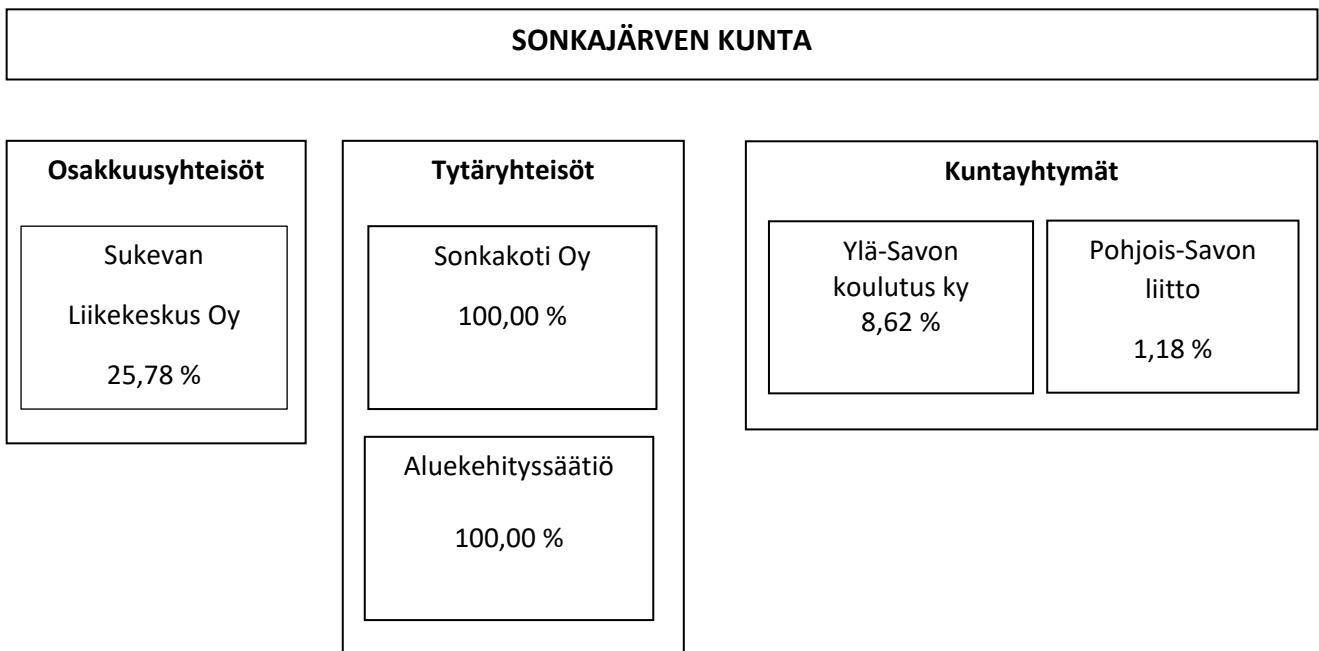 SONKAJÄRVEN KUNTA
Osakkuusyhteisöt
Sukevan
Liikekeskus Oy
25,78 %
Tytäryhteisöt
Sonkakoti Oy
100,00 %
Aluekehityssäätiö
100,00 %
Kuntayhtymät
Ylä-Savon
koulutus ky
8,62 %
Pohjois-Savon
liitto
1,18 %